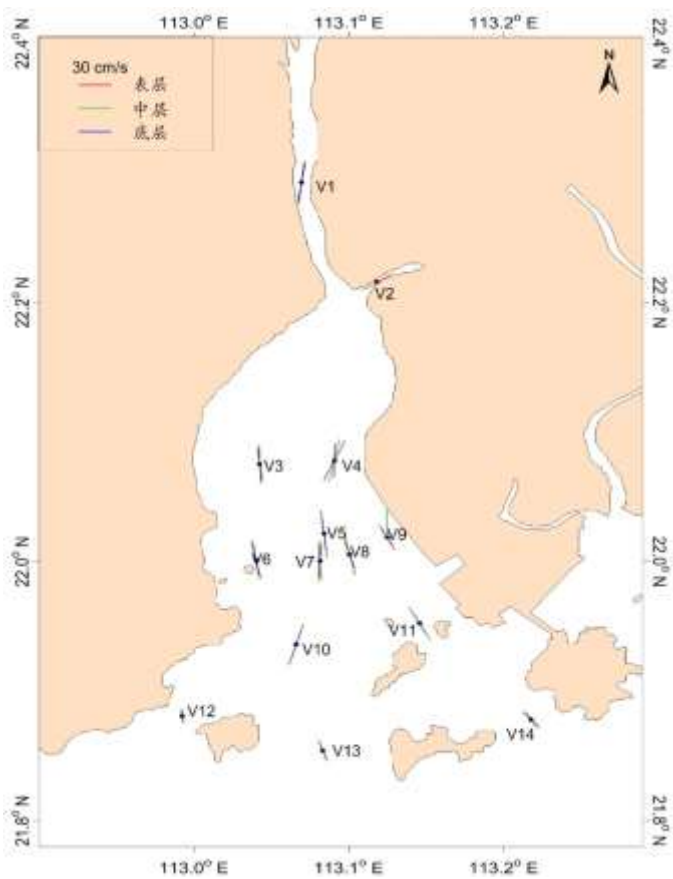 113.0° E 113.1° E 113.2° E
22.4° N 22.4° N
30 cm/s
表层
中层
底层
N
V1
V2
22.2° N 22.2° N
V3 V4
V5 V9
V6 V7 V8
22.0° N 22.0° N
V11
V10
V12
V14
V13
21.8° N 21.8° N
113.0° E 113.1° E 113.2° E